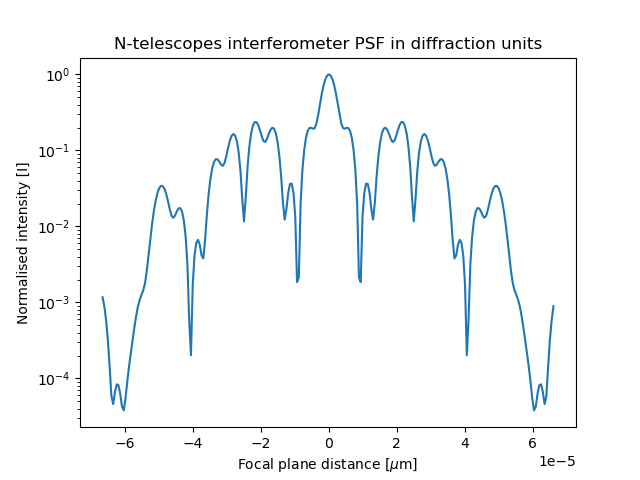 N-telescopes interferometer PSF in diffraction units
Normalised intensity [I]
10⁰
10⁻¹
10⁻²
10⁻³
10⁻⁴
−6 −4 −2 0 2 4 6
1e−5
Focal plane distance [μm]